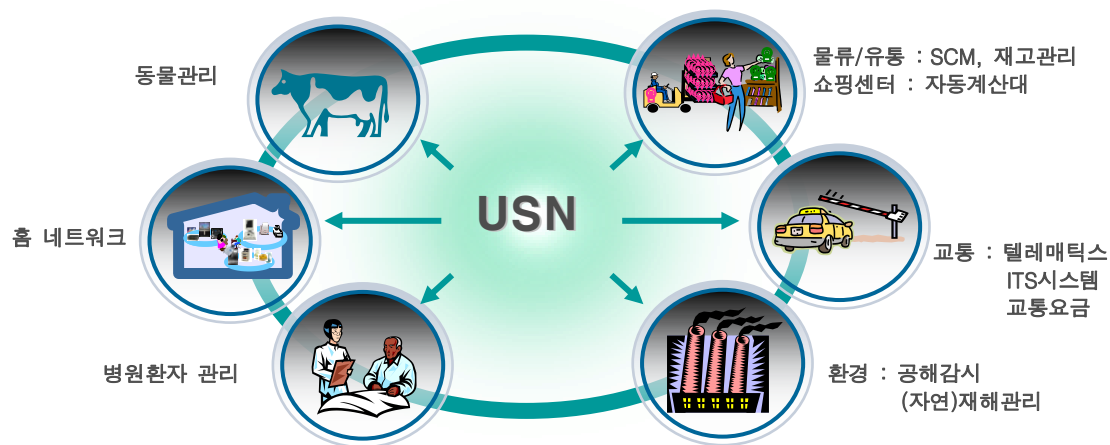 동물관리
물류/유통 : SCM, 재고관리
쇼핑센터 : 자동계산대
USN
홈 네트워크
교통 : 텔레매틱스
ITS시스템
교통요금
병원환자 관리
환경 : 공해감시
(자연)재해관리